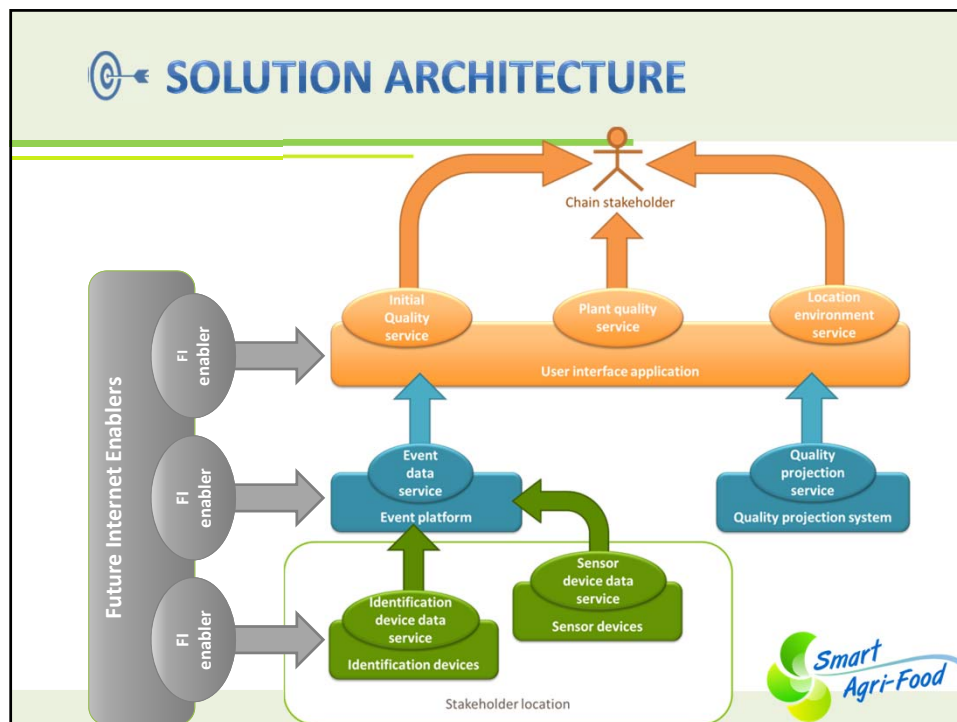 SOLUTION ARCHITECTURE
Chain stakeholder
Initial
Quality
service
Plant quality
service
Location
environment
service
User interface application
Future Internet Enablers
FI
enabler
FI
enabler
FI
enabler
Event
data
service
Event platform
Quality
projection
service
Quality projection system
Sensor
device data
service
Sensor devices
Identification
device data
service
Identification devices
Stakeholder location
Smart
Agri-Food